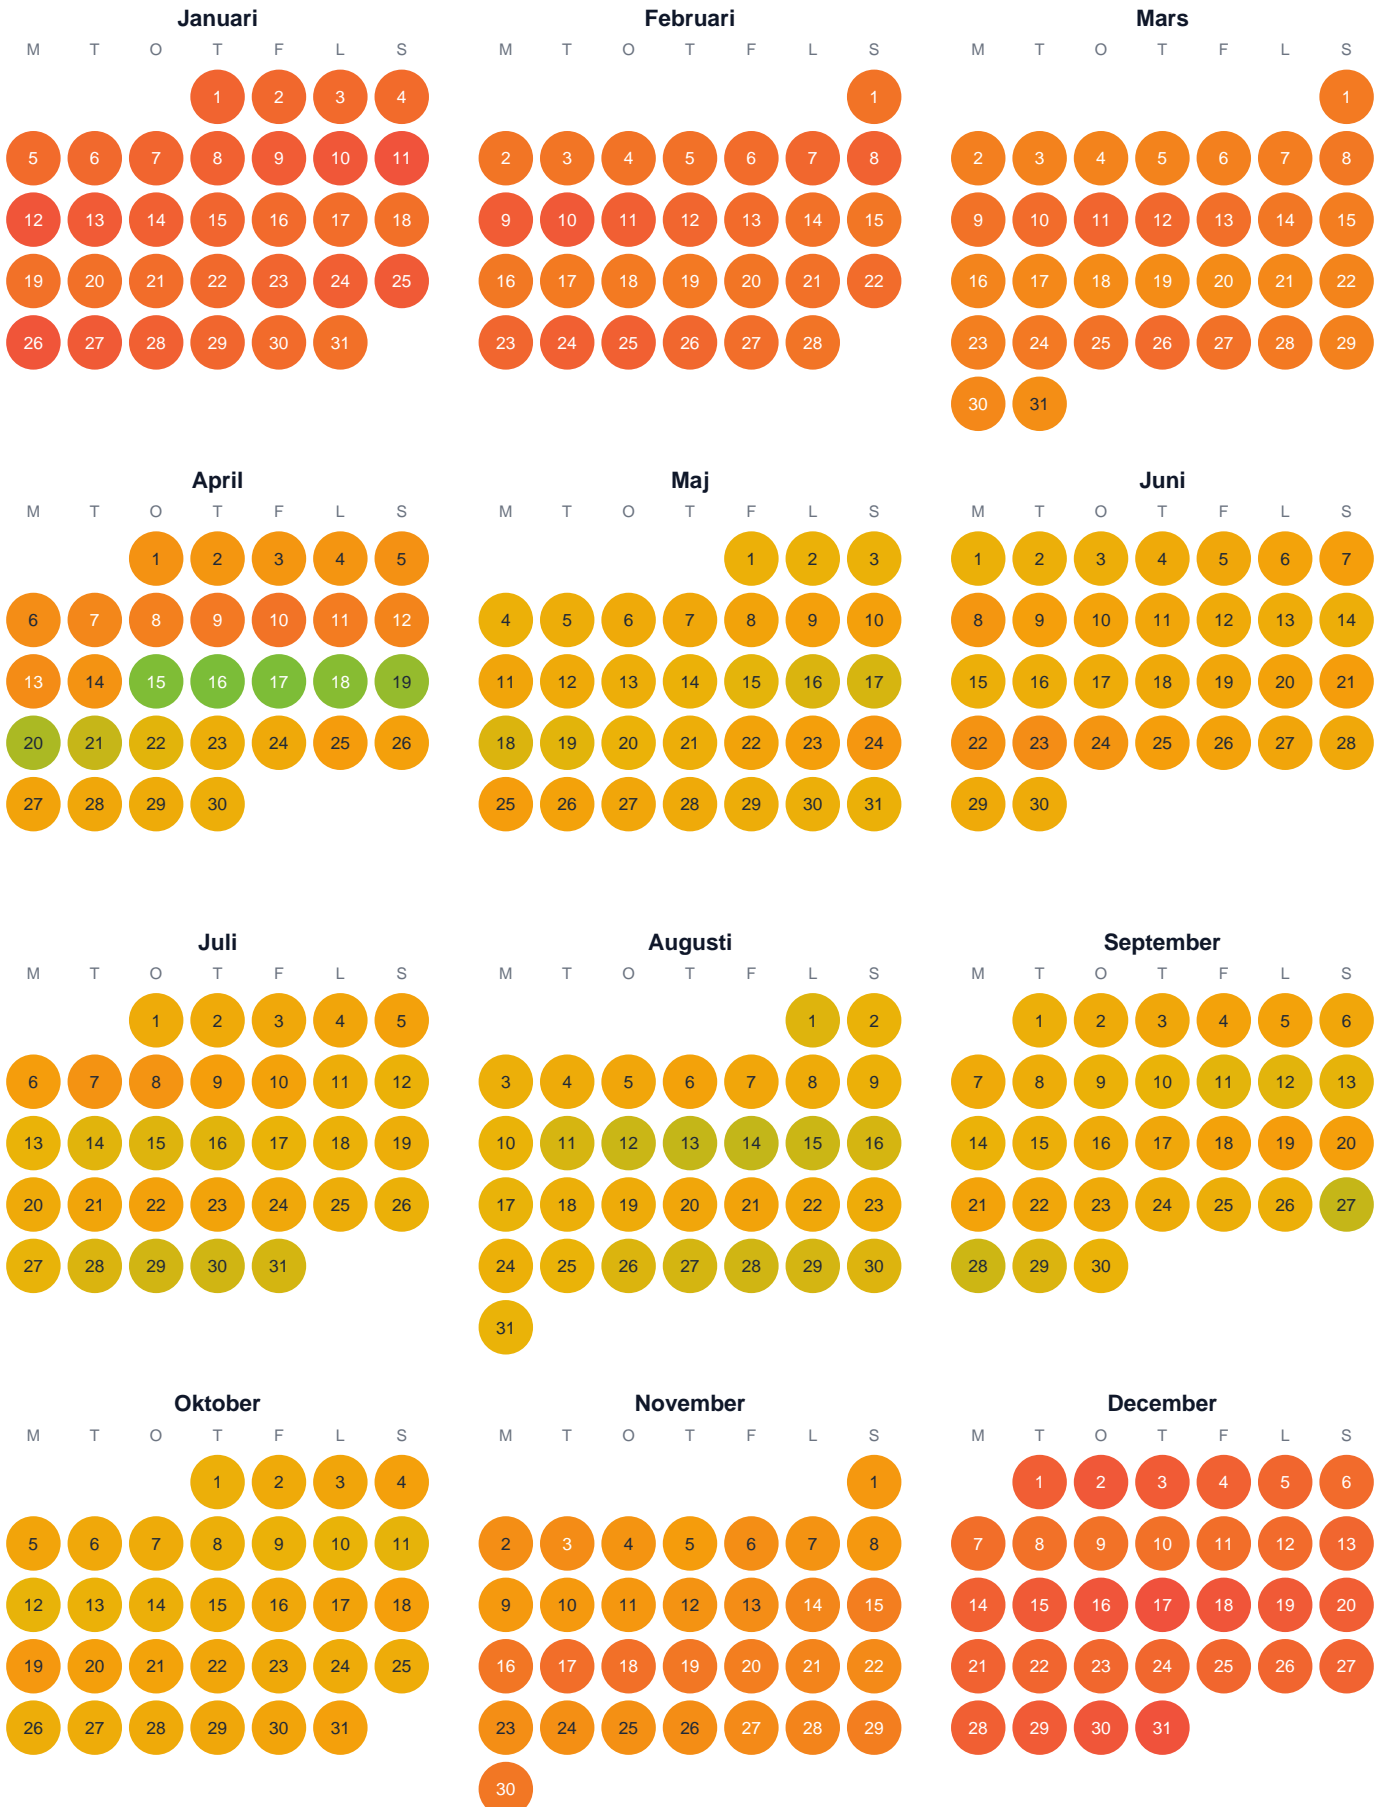 Januari Februari Mars
M T O T F L S M T O T F L S M T O T F L S
1 2 3 4 1 1
5 6 7 8 9 10 11 2 3 4 5 6 7 8 2 3 4 5 6 7 8
12 13 14 15 16 17 18 9 10 11 12 13 14 15 9 10 11 12 13 14 15
19 20 21 22 23 24 25 16 17 18 19 20 21 22 16 17 18 19 20 21 22
26 27 28 29 30 31 23 24 25 26 27 28 23 24 25 26 27 28 29
30 31
April Maj Juni
M T O T F L S M T O T F L S M T O T F L S
1 2 3 4 5 1 2 3 1 2 3 4 5 6 7
6 7 8 9 10 11 12 4 5 6 7 8 9 10 8 9 10 11 12 13 14
13 14 15 16 17 18 19 11 12 13 14 15 16 17 15 16 17 18 19 20 21
20 21 22 23 24 25 26 18 19 20 21 22 23 24 22 23 24 25 26 27 28
27 28 29 30 25 26 27 28 29 30 31 29 30
Juli Augusti September
M T O T F L S M T O T F L S M T O T F L S
1 2 3 4 5 1 2 1 2 3 4 5 6
6 7 8 9 10 11 12 3 4 5 6 7 8 9 7 8 9 10 11 12 13
13 14 15 16 17 18 19 10 11 12 13 14 15 16 14 15 16 17 18 19 20
20 21 22 23 24 25 26 17 18 19 20 21 22 23 21 22 23 24 25 26 27
27 28 29 30 31 24 25 26 27 28 29 30 28 29 30
31
Oktober November December
M T O T F L S M T O T F L S M T O T F L S
1 2 3 4 1 1 2 3 4 5 6
5 6 7 8 9 10 11 2 3 4 5 6 7 8 7 8 9 10 11 12 13
12 13 14 15 16 17 18 9 10 11 12 13 14 15 14 15 16 17 18 19 20
19 20 21 22 23 24 25 16 17 18 19 20 21 22 21 22 23 24 25 26 27
26 27 28 29 30 31 23 24 25 26 27 28 29 28 29 30 31
30